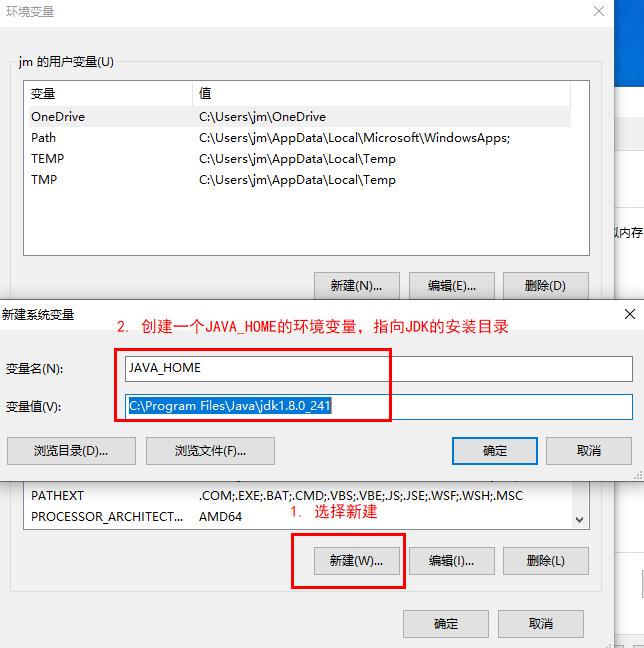 环境变量
jm 的用户变量(U)
变量 值
OneDrive C:\Users\jm\OneDrive
Path C:\Users\jm\AppData\Local\Microsoft\WindowsApps;
TEMP C:\Users\jm\AppData\Local\Temp
TMP C:\Users\jm\AppData\Local\Temp
内存
新建(N)... 编辑(E)... 删除(D)
新建系统变量
2. 创建一个JAVA_HOME的环境变量，指向JDK的安装目录
变量名(N): JAVA_HOME
变量值(V): C:\Program Files\Java\jdk1.8.0_241
浏览目录(D)... 浏览文件(F)... 确定 取消
PATHEXT .COM;.EXE;.BAT;.CMD;.VBS;.VBE;.JS;.JSE;.WSF;.WSH;.MSC
PROCESSOR_ARCHITECT... AMD64
1. 选择新建
新建(W)... 编辑(I)... 删除(L)
确定 取消